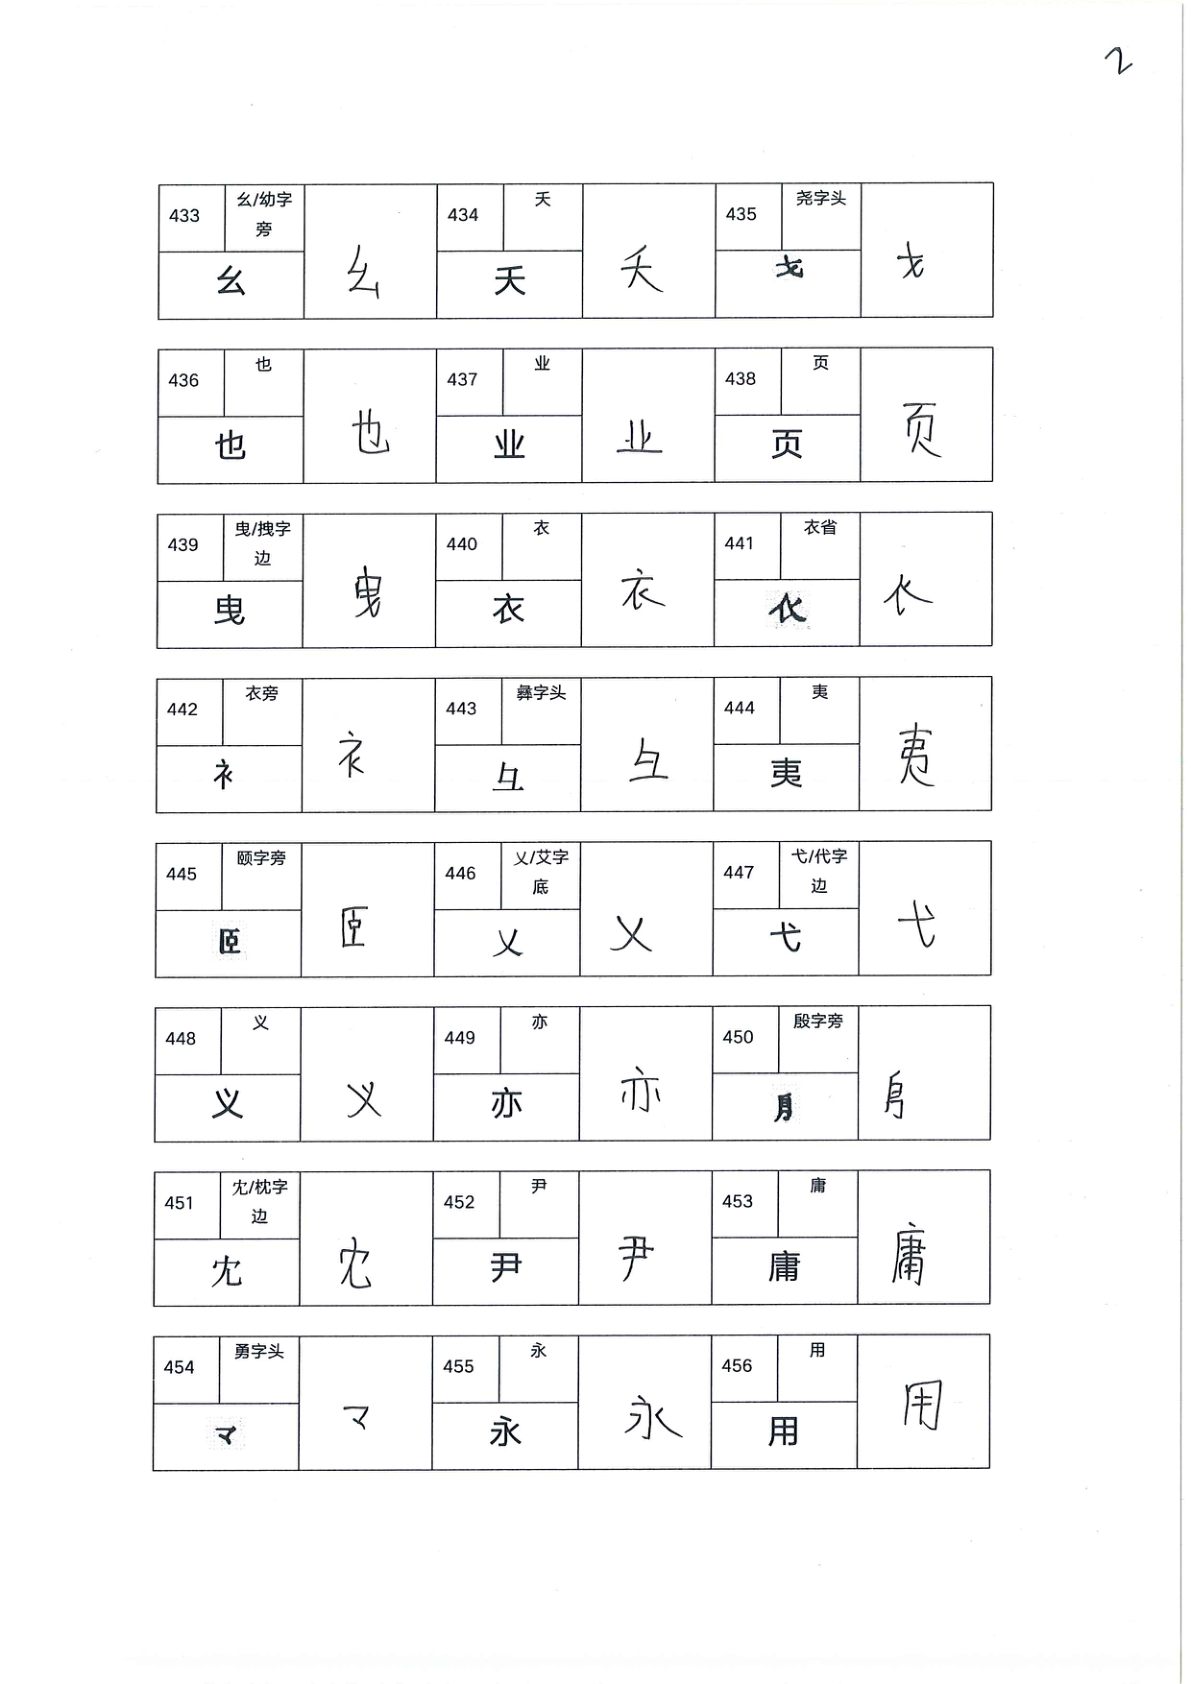 2
433 幺/幼字旁 幺 幺 434 夭 夭 夭 435 尧字头
436 也 也 也 437 业 业 业 438 页 页 页
439 曳/拽字边 曳 曳 440 衣 衣 衣 441 衣省
442 衣旁 衤 衤 443 彝字头 彑 彑 444 夷 夷 夷
445 颐字旁 𦣞 𦣞 446 乂/艾字底 乂 乂 447 弋/代字边 弋 弋
448 义 义 义 449 亦 亦 亦 450 殷字旁
451 冘/枕字边 冘 冘 452 尹 尹 尹 453 庸 庸 庸
454 勇字头 龴 龴 455 永 永 永 456 用 用 用